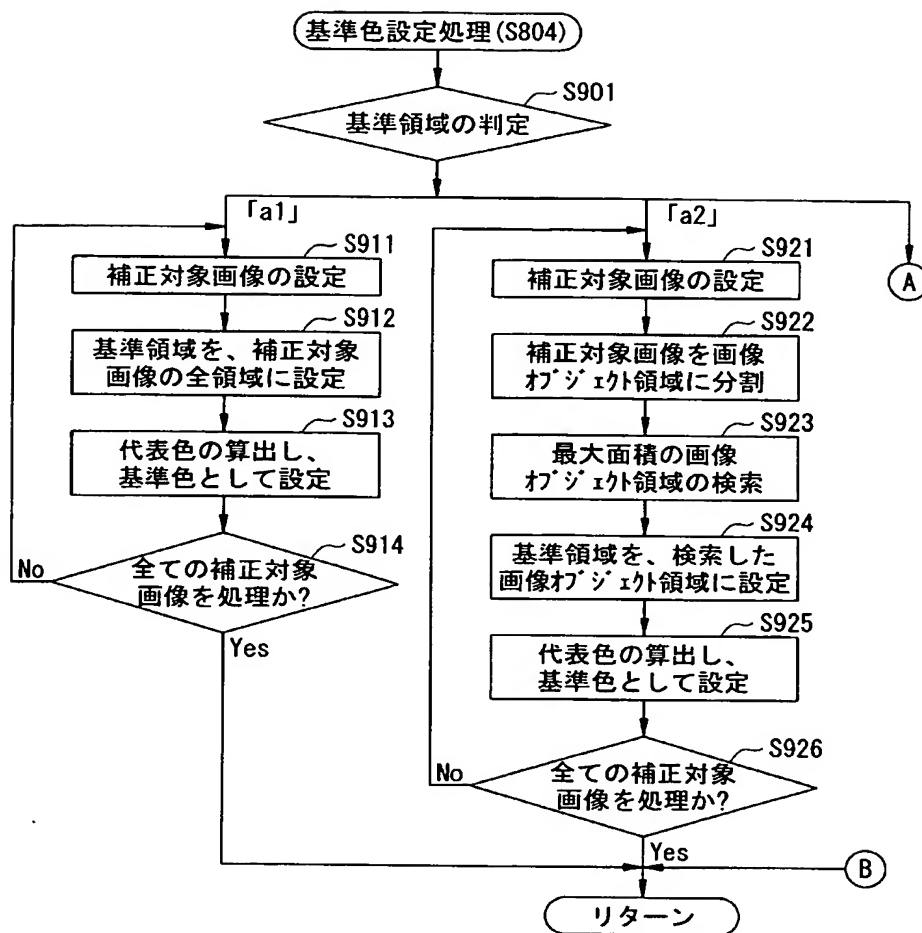 基準色設定処理(S804)
S901
基準領域の判定
「a1」
「a2」
A
S911
補正対象画像の設定
S912
基準領域を、補正対象
画像の全領域に設定
S913
代表色の算出し、
基準色として設定
S914
全ての補正対象
画像を処理か?
No
Yes
S921
補正対象画像の設定
S922
補正対象画像を画像
オブジェクト領域に分割
S923
最大面積の画像
オブジェクト領域の検索
S924
基準領域を、検索した
画像オブジェクト領域に設定
S925
代表色の算出し、
基準色として設定
S926
全ての補正対象
画像を処理か?
No
Yes
B
リターン